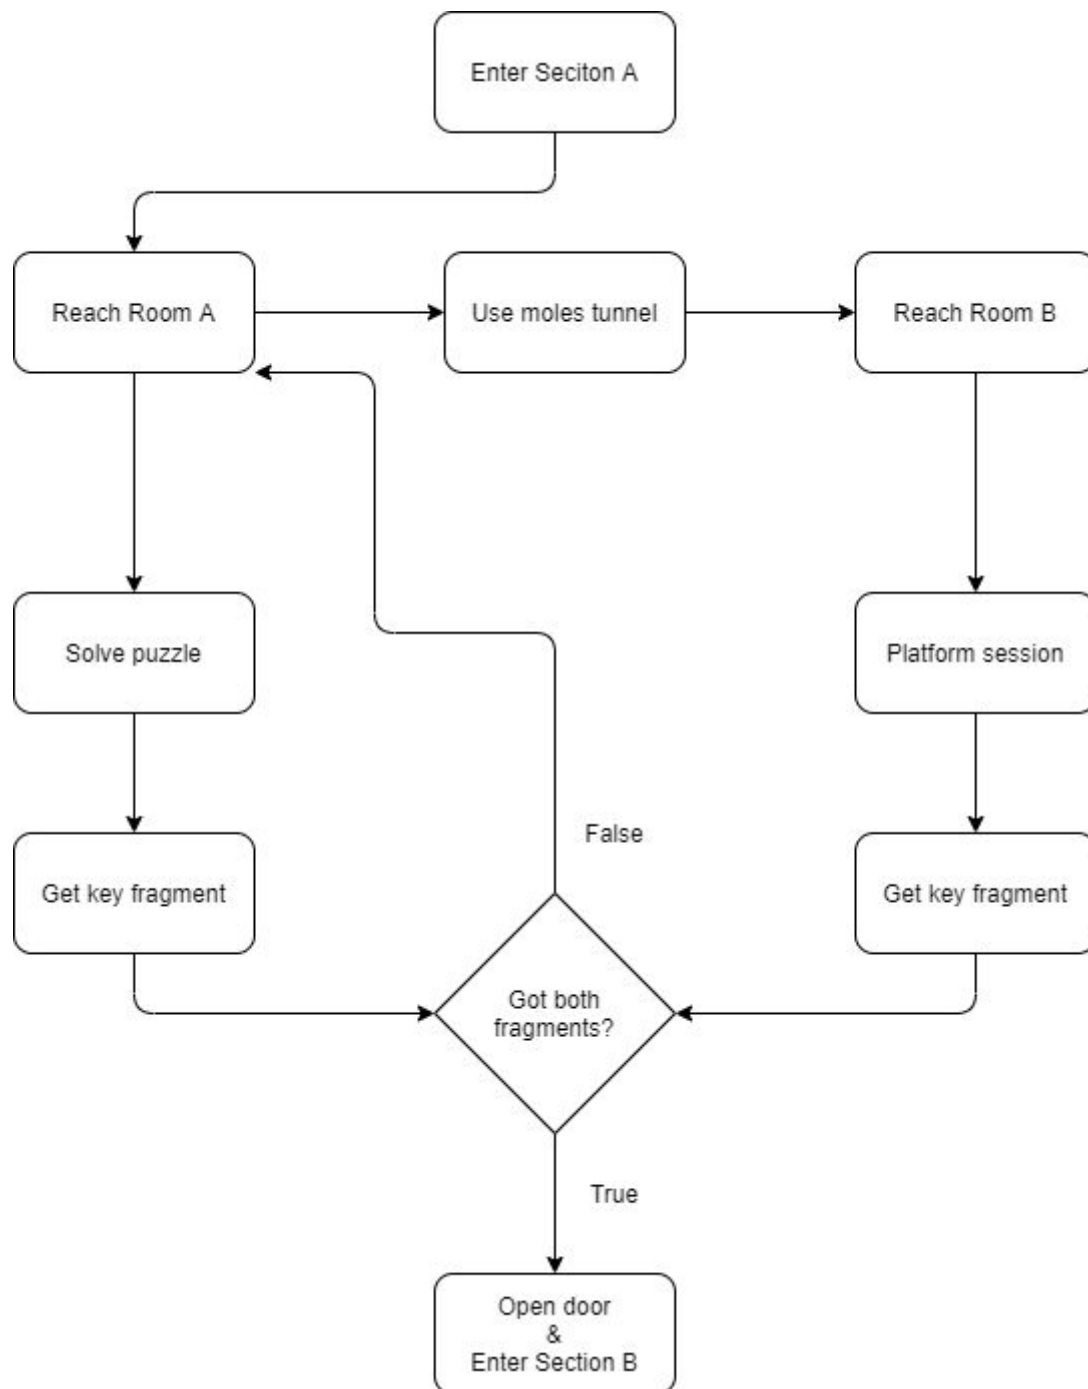 Enter Seciton A
Reach Room A
Use moles tunnel
Reach Room B
Solve puzzle
Platform session
False
Get key fragment
Get key fragment
Got both
fragments?
True
Open door
&
Enter Section B